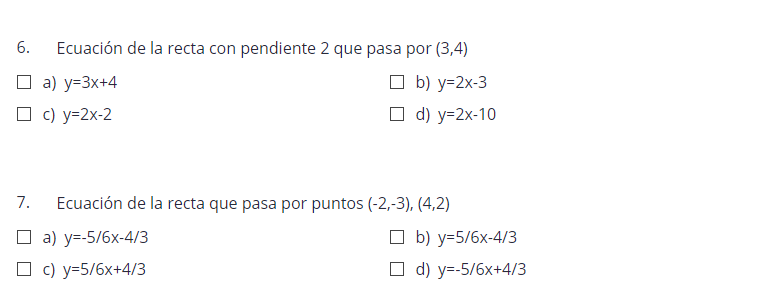 6. Ecuación de la recta con pendiente 2 que pasa por (3,4)
a) y=3x+4 b) y=2x-3
c) y=2x-2 d) y=2x-10
7. Ecuación de la recta que pasa por puntos (-2,-3), (4,2)
a) y=-5/6x-4/3 b) y=5/6x-4/3
c) y=5/6x+4/3 d) y=-5/6x+4/3